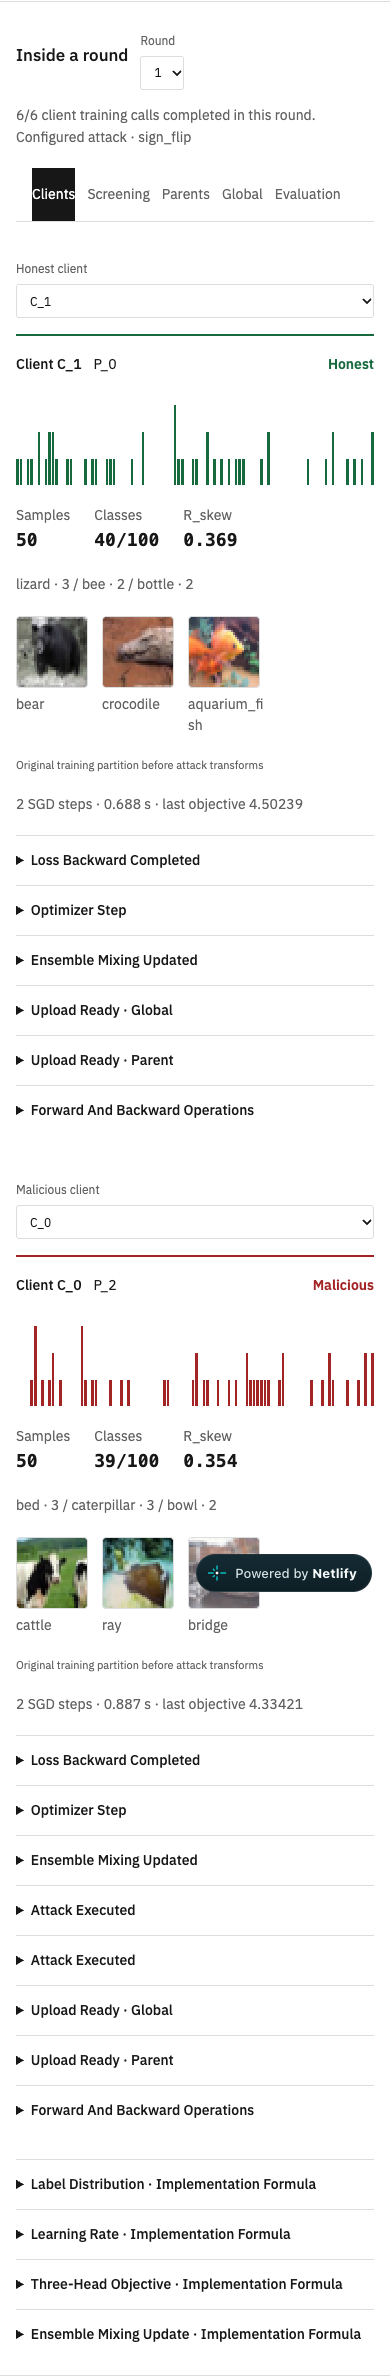 Inside a round
Round
1
6/6 client training calls completed in this round.
Configured attack · sign_flip
Clients Screening Parents Global Evaluation
Honest client
C_1
Client C_1 P_0 Honest
Samples Classes R_skew
50 40/100 0.369
lizard · 3 / bee · 2 / bottle · 2
bear crocodile aquarium_fi
sh
Original training partition before attack transforms
2 SGD steps · 0.688 s · last objective 4.50239
Loss Backward Completed
Optimizer Step
Ensemble Mixing Updated
Upload Ready · Global
Upload Ready · Parent
Forward And Backward Operations
Malicious client
C_0
Client C_0 P_2 Malicious
Samples Classes R_skew
50 39/100 0.354
bed · 3 / caterpillar · 3 / bowl · 2
Powered by Netlify
cattle ray bridge
Original training partition before attack transforms
2 SGD steps · 0.887 s · last objective 4.33421
Loss Backward Completed
Optimizer Step
Ensemble Mixing Updated
Attack Executed
Attack Executed
Upload Ready · Global
Upload Ready · Parent
Forward And Backward Operations
Label Distribution · Implementation Formula
Learning Rate · Implementation Formula
Three-Head Objective · Implementation Formula
Ensemble Mixing Update · Implementation Formula